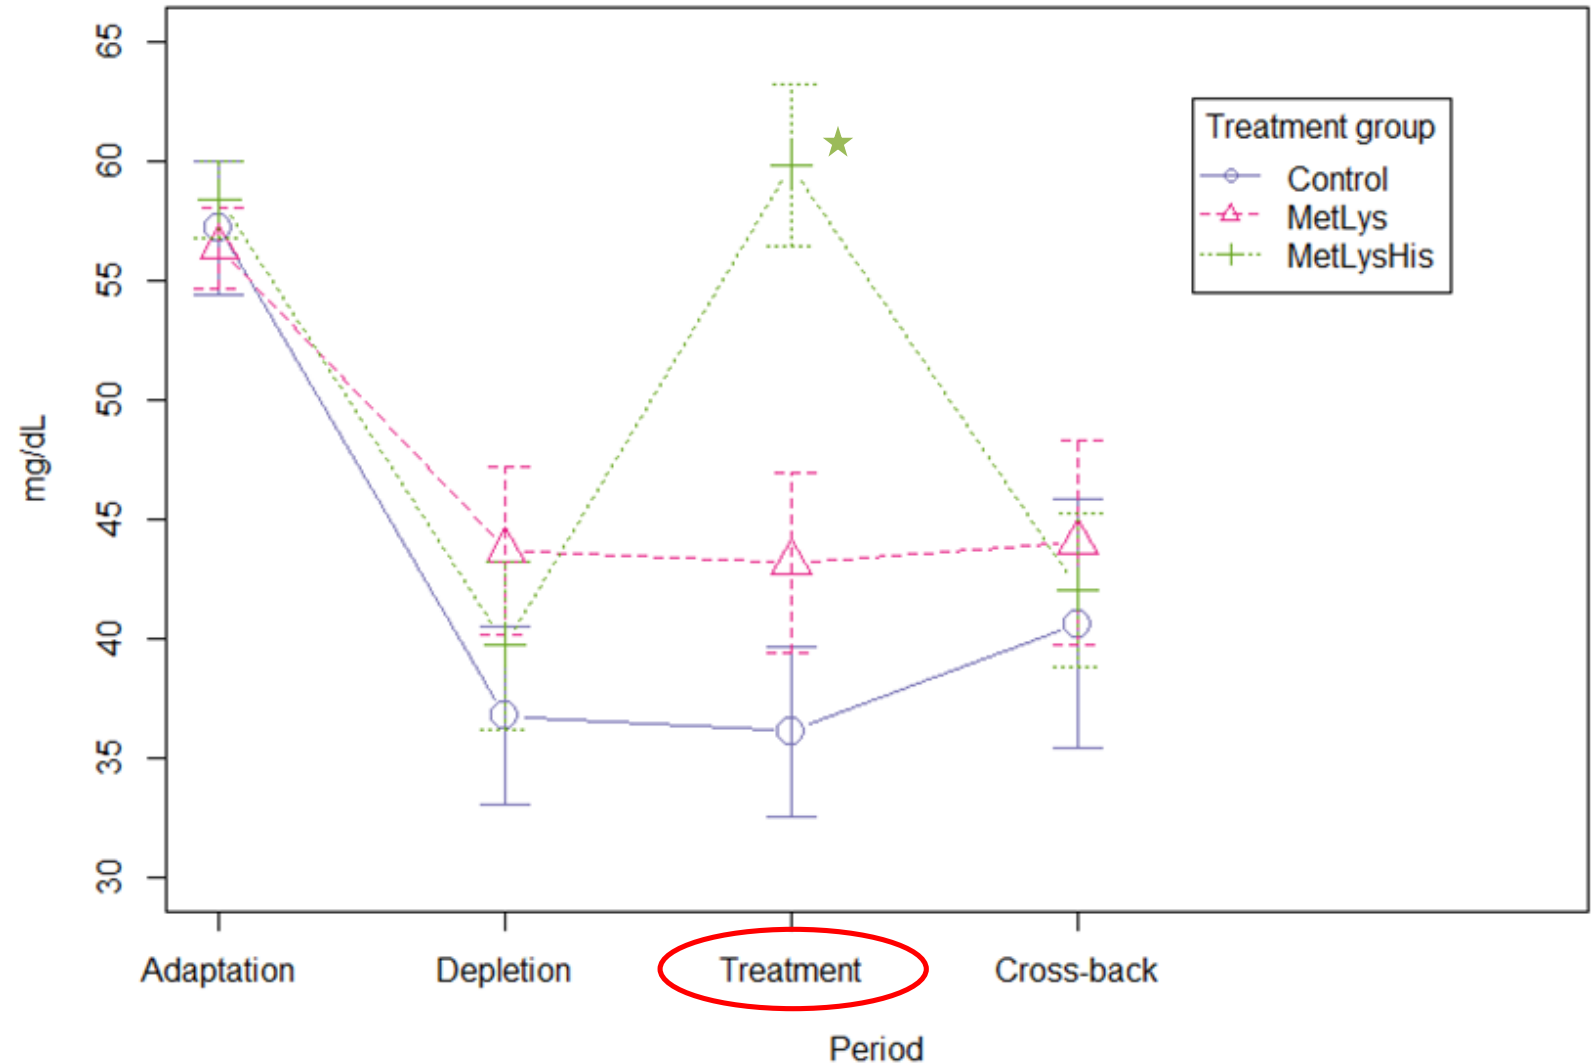 65
60
55
50
45
40
35
30
mg/dL
Treatment group
Control
MetLys
MetLysHis
Adaptation Depletion Treatment Cross-back
Period